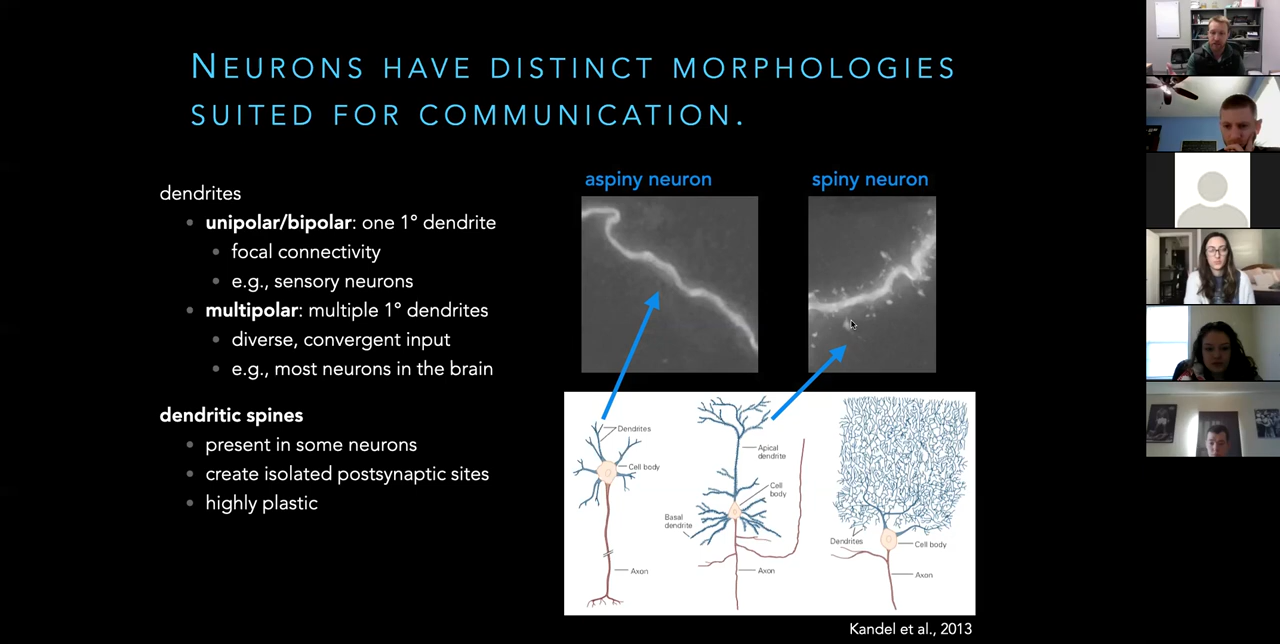 NEURONS HAVE DISTINCT MORPHOLOGIES
SUITED FOR COMMUNICATION.
dendrites
• unipolar/bipolar: one 1° dendrite
• focal connectivity
• e.g., sensory neurons
• multipolar: multiple 1° dendrites
• diverse, convergent input
• e.g., most neurons in the brain
dendritic spines
• present in some neurons
• create isolated postsynaptic sites
• highly plastic
aspiny neuron
spiny neuron
Dendrites
Cell body
Axon
Apical
dendrite
Cell
body
Basal
dendrite
Axon
Dendrites
Cell body
Axon
Kandel et al., 2013